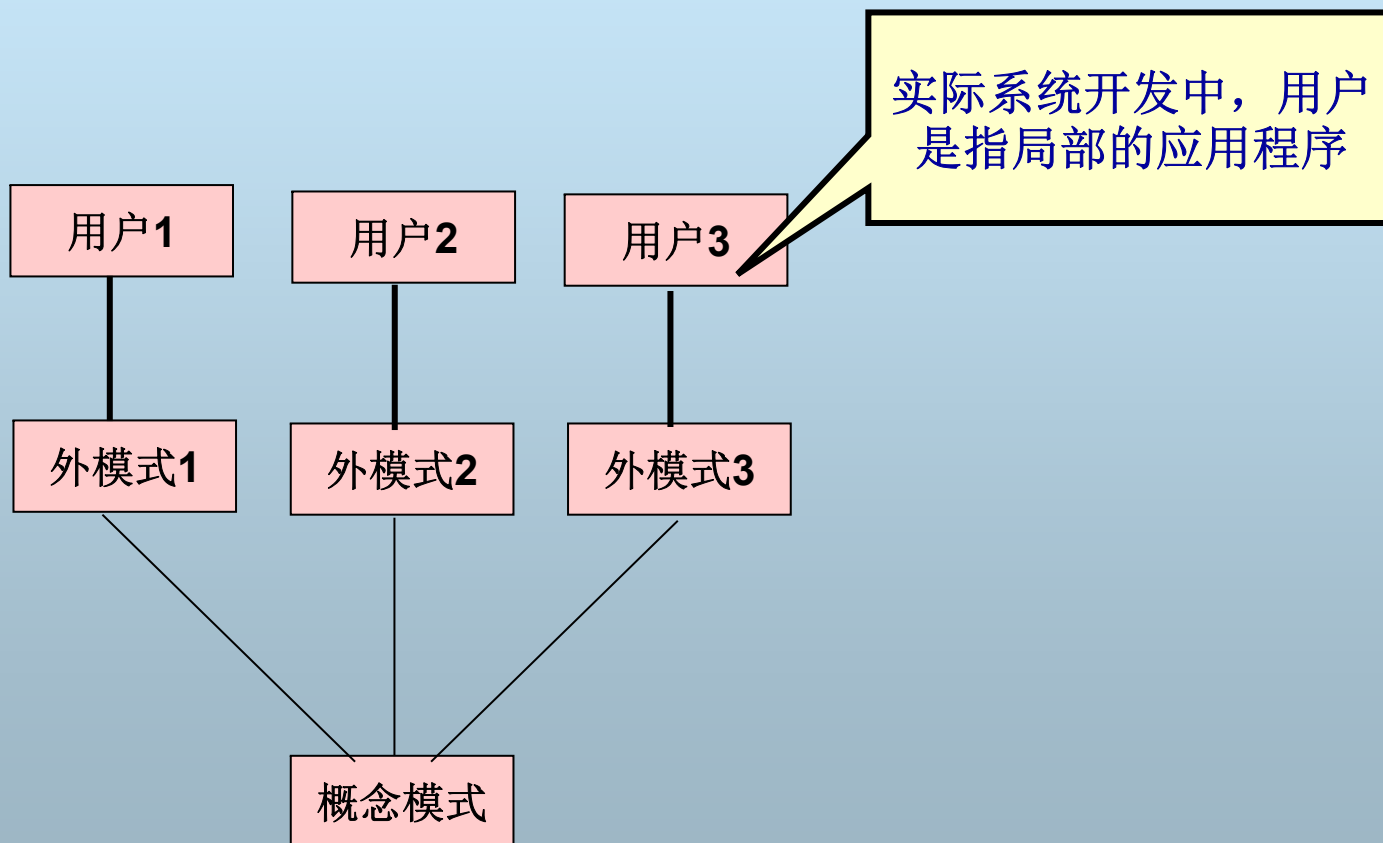 实际系统开发中，用户
是指局部的应用程序
用户1
用户2
用户3
外模式1
外模式2
外模式3
概念模式